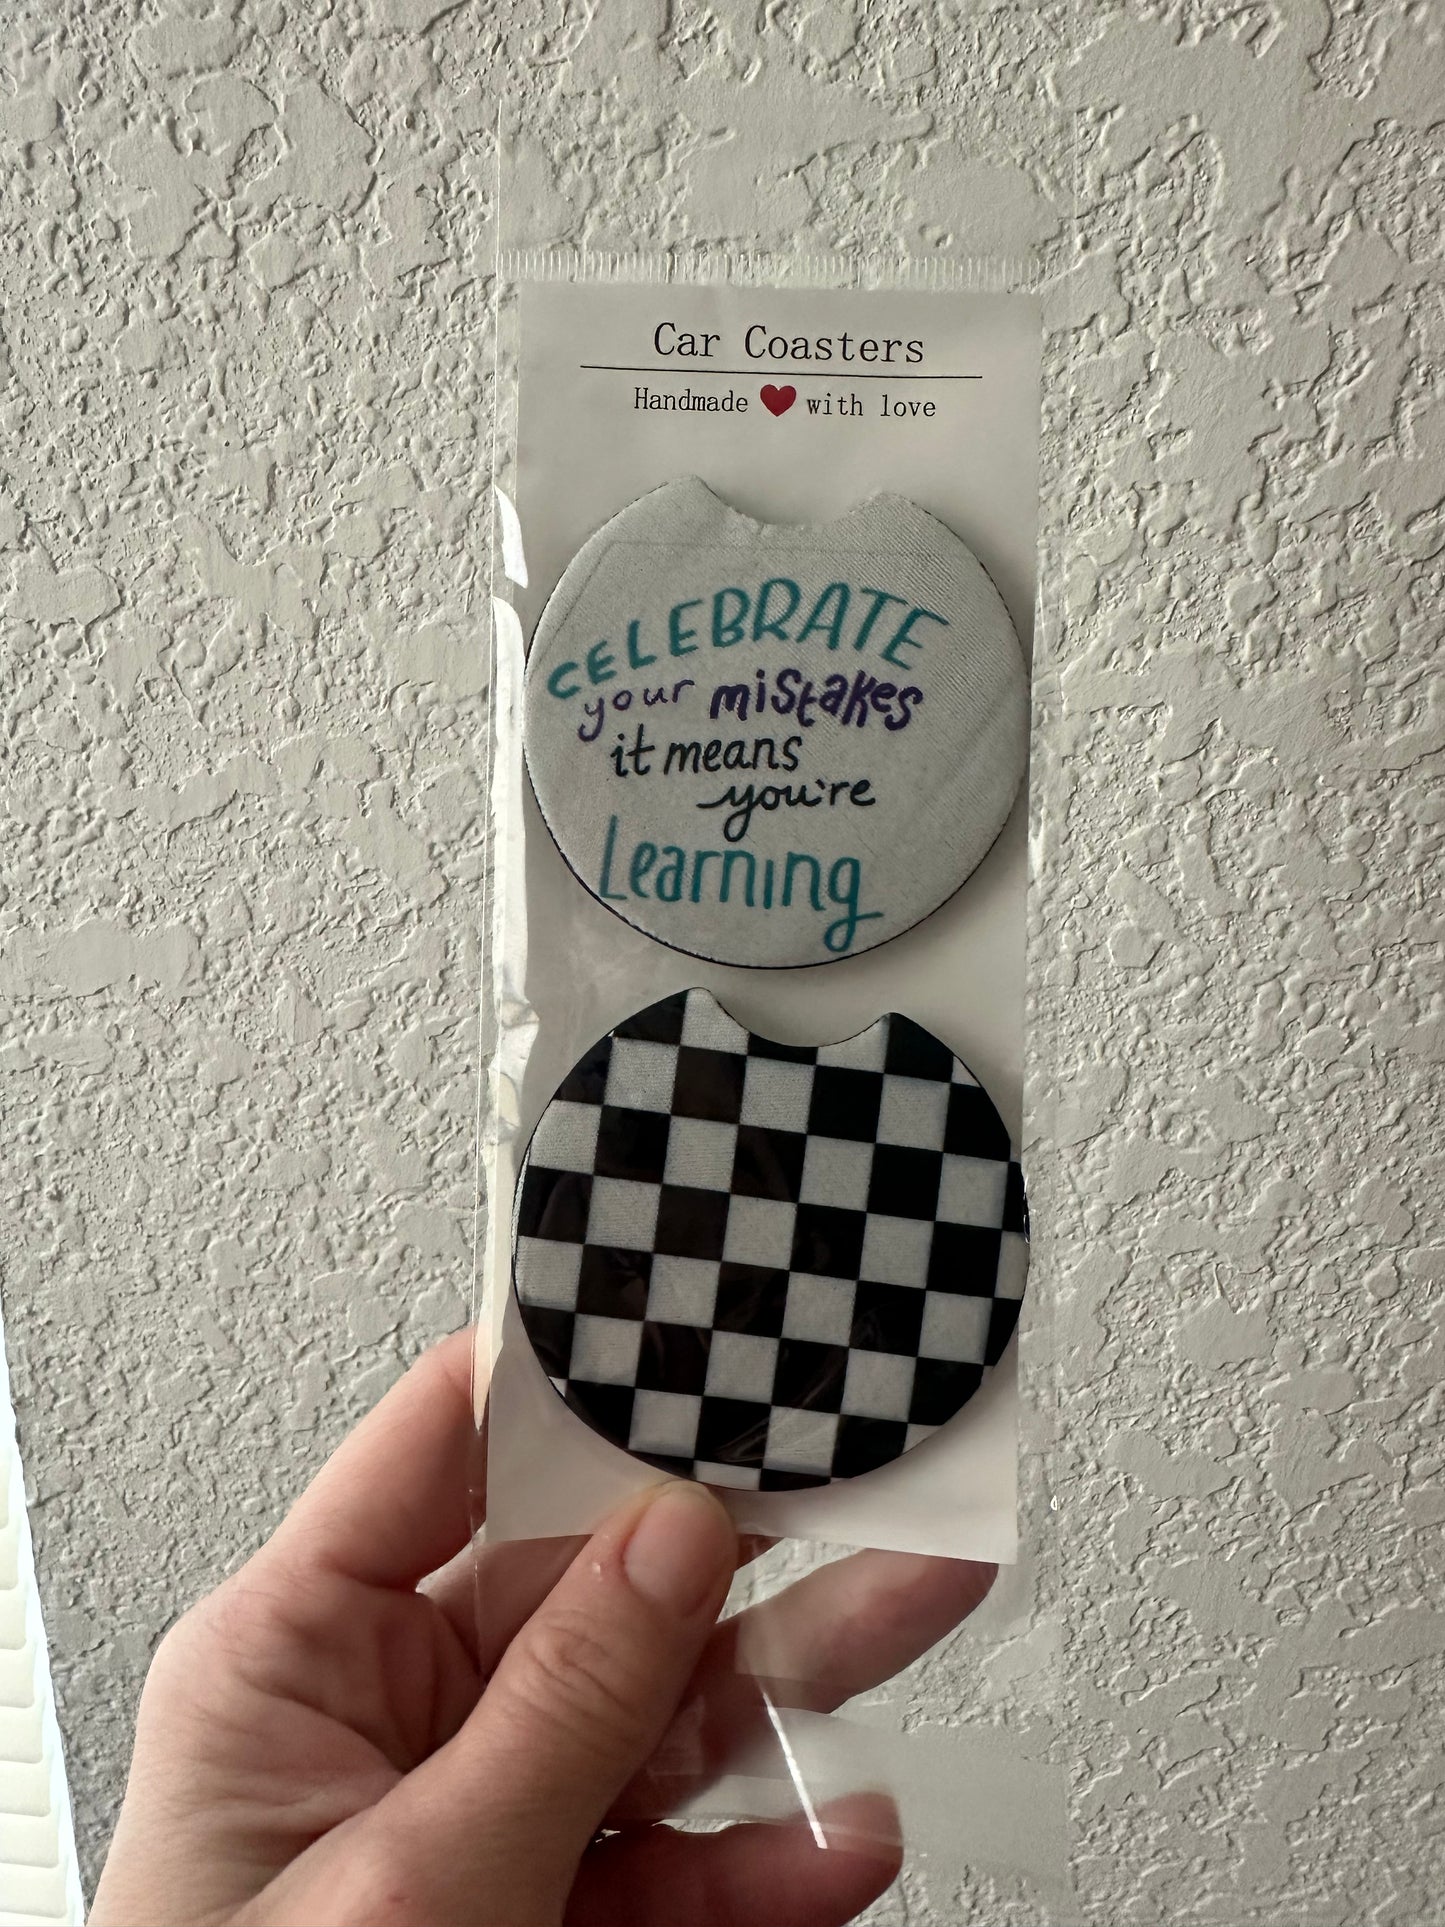 Car Coasters
Handmade ❤ with love
CELEBRATE
your mistakes
it means
you're
Learning